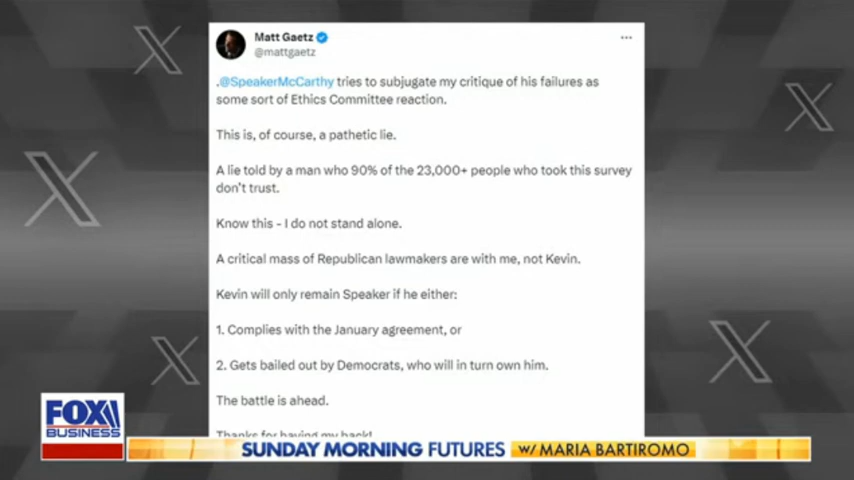 Matt Gaetz
@mattgaetz
.@SpeakerMcCarthy tries to subjugate my critique of his failures as
some sort of Ethics Committee reaction.
This is, of course, a pathetic lie.
A lie told by a man who 90% of the 23,000+ people who took this survey
don't trust.
Know this - I do not stand alone.
A critical mass of Republican lawmakers are with me, not Kevin.
Kevin will only remain Speaker if he either:
1. Complies with the January agreement, or
2. Gets bailed out by Democrats, who will in turn own him.
The battle is ahead.
Thanks for having my back!
FOX
BUSINESS
SUNDAY MORNING FUTURES W/ MARIA BARTIROMO